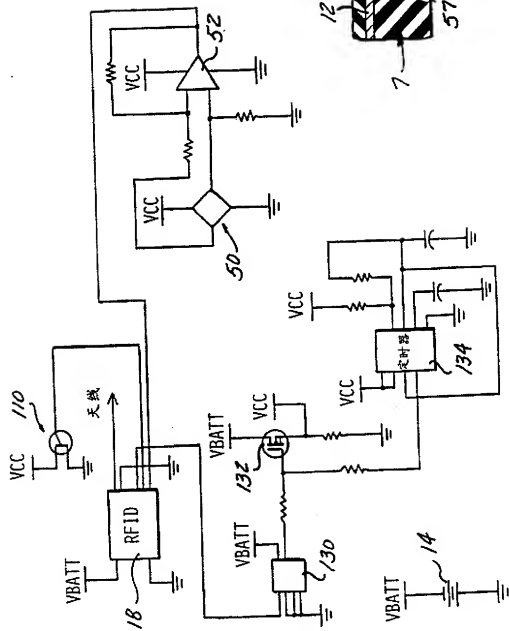 VCC
52
VCC
50
12
7
57
110
VCC
天线
RFID
VBATT
18
VCC
VCC
定时器
134
VBATT
VCC
132
VBATT
130
VBATT
14